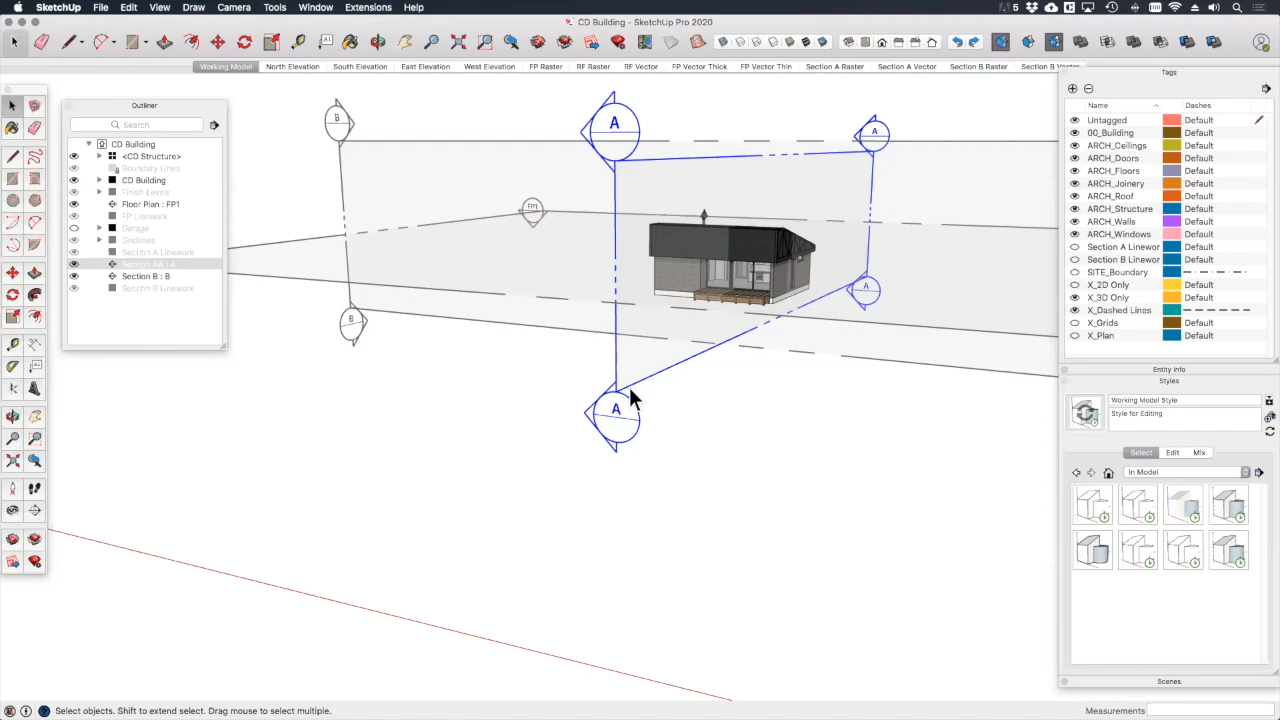 SketchUp File Edit View Draw Camera Tools Window Extensions Help
5
CD Building - SketchUp Pro 2020
Working Model North Elevation South Elevation East Elevation West Elevation FP Raster RF Raster RF Vector FP Vector Thick FP Vector Thin Section A Raster Section A Vector Section B Raster Section B Vector
Outliner
Search
CD Building
<CD Structure>
Boundary Lines
CD Building
Finish Levels
Floor Plan : FP1
FP Linework
Garage
Gridlines
Section A Linework
Section AA : A
Section B : B
Section B Linework
B
A
A
FP1
A
B
A
Tags
Name Dashes
Untagged Default
00_Building Default
ARCH_Ceilings Default
ARCH_Doors Default
ARCH_Floors Default
ARCH_Joinery Default
ARCH_Roof Default
ARCH_Structure Default
ARCH_Walls Default
ARCH_Windows Default
Section A Linewor Default
Section B Linewor Default
SITE_Boundary
X_2D Only Default
X_3D Only Default
X_Dashed Lines
X_Grids Default
X_Plan Default
Entity Info
Styles
Working Model Style
Style for Editing
Select Edit Mix
In Model
Scenes
Select objects. Shift to extend select. Drag mouse to select multiple.
Measurements